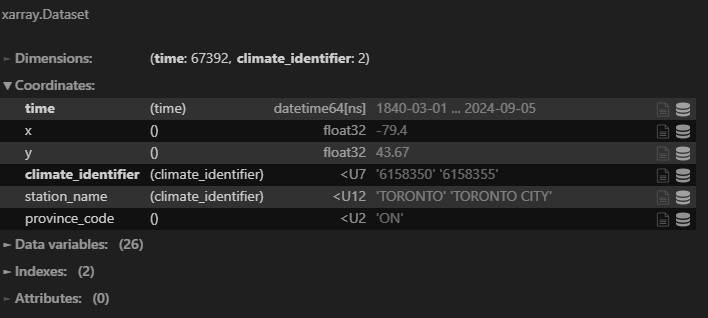 xarray.Dataset
► Dimensions: (time: 67392, climate_identifier: 2)
▼ Coordinates:
time (time) datetime64[ns] 1840-03-01 ... 2024-09-05
x () float32 -79.4
y () float32 43.67
climate_identifier (climate_identifier) <U7 '6158350' '6158355'
station_name (climate_identifier) <U12 'TORONTO' 'TORONTO CITY'
province_code () <U2 'ON'
► Data variables: (26)
► Indexes: (2)
► Attributes: (0)